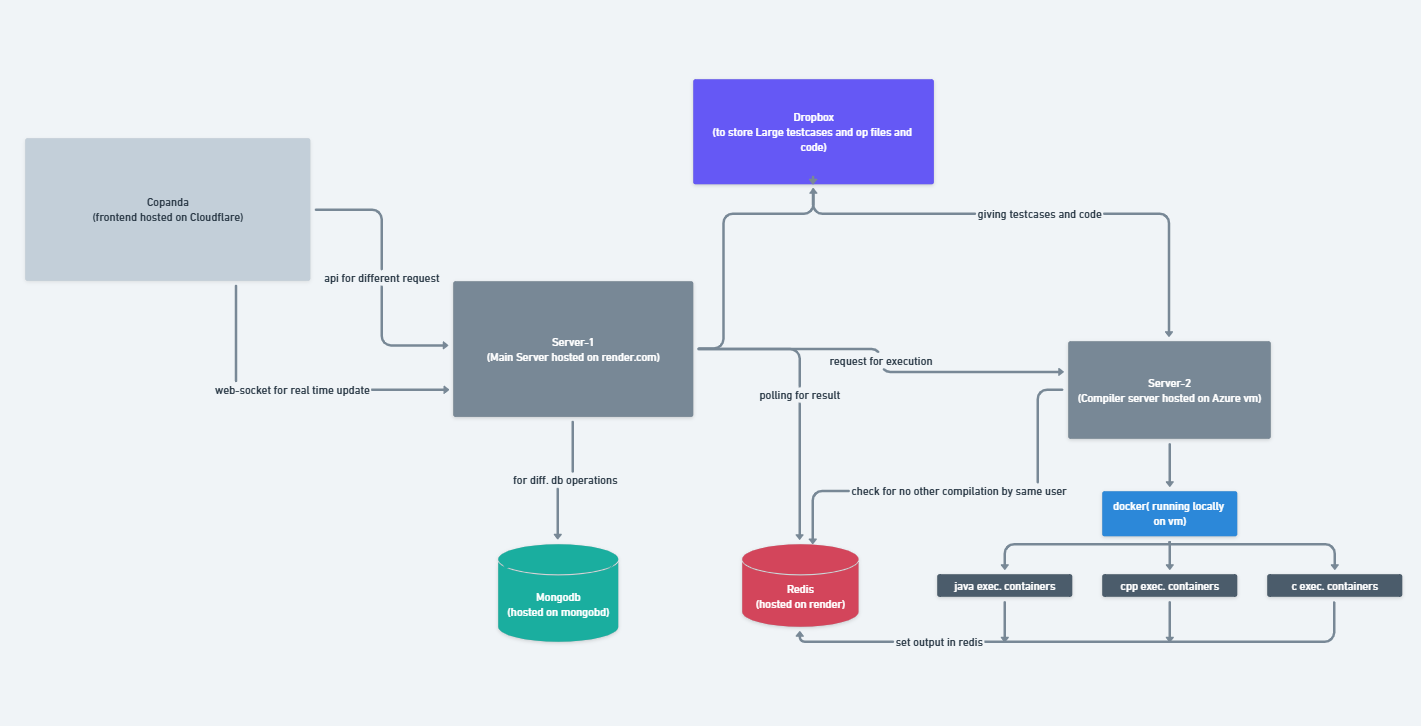 Dropbox
(to store Large testcases and op files and
code)
Copanda
(frontend hosted on Cloudflare)
giving testcases and code
api for different request
Server-1
(Main Server hosted on render.com)
request for execution
web-socket for real time update
polling for result
Server-2
(Compiler server hosted on Azure vm)
for diff. db operations
check for no other compilation by same user
docker( running locally
on vm)
Mongodb
(hosted on mongobd)
Redis
(hosted on render)
java exec. containers
cpp exec. containers
c exec. containers
set output in redis